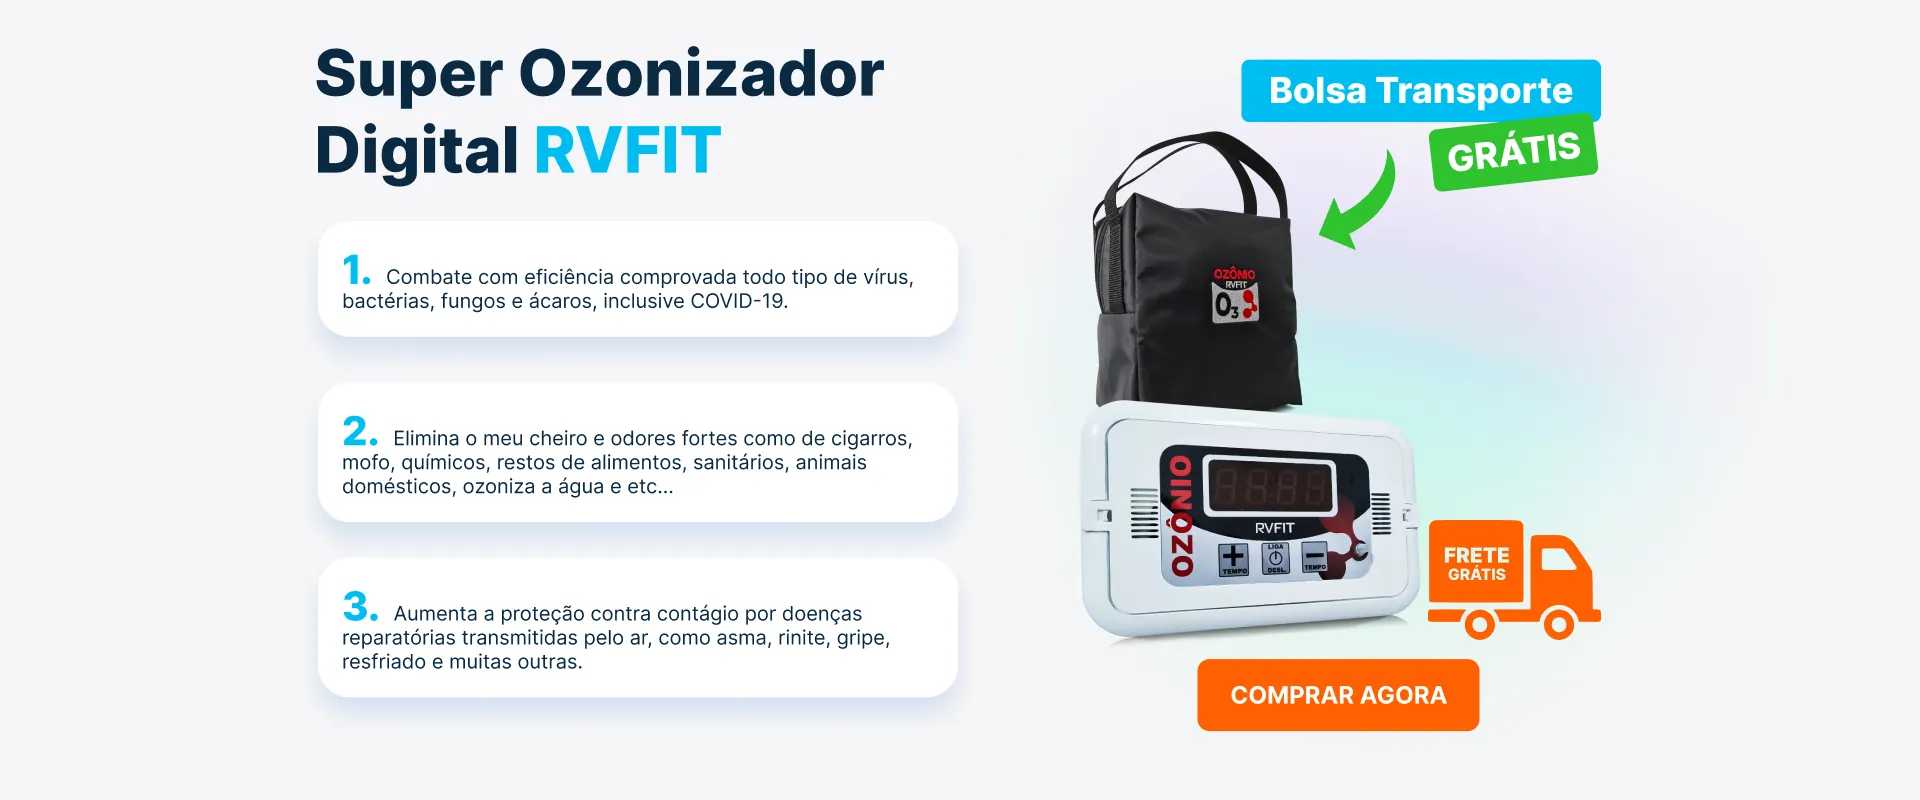 Super Ozonizador
Digital RVFIT
1. Combate com eficiência comprovada todo tipo de vírus,
bactérias, fungos e ácaros, inclusive COVID-19.
2. Elimina o meu cheiro e odores fortes como de cigarros,
mofo, químicos, restos de alimentos, sanitários, animais
domésticos, ozoniza a água e etc...
3. Aumenta a proteção contra contágio por doenças
reparatórias transmitidas pelo ar, como asma, rinite, gripe,
resfriado e muitas outras.
Bolsa Transporte
GRÁTIS
OZÔNIO
RVFIT
O3
OZÔNIO
RVFIT
+
TEMPO
LIGA
DESL.
−
TEMPO
FRETE
GRÁTIS
COMPRAR AGORA